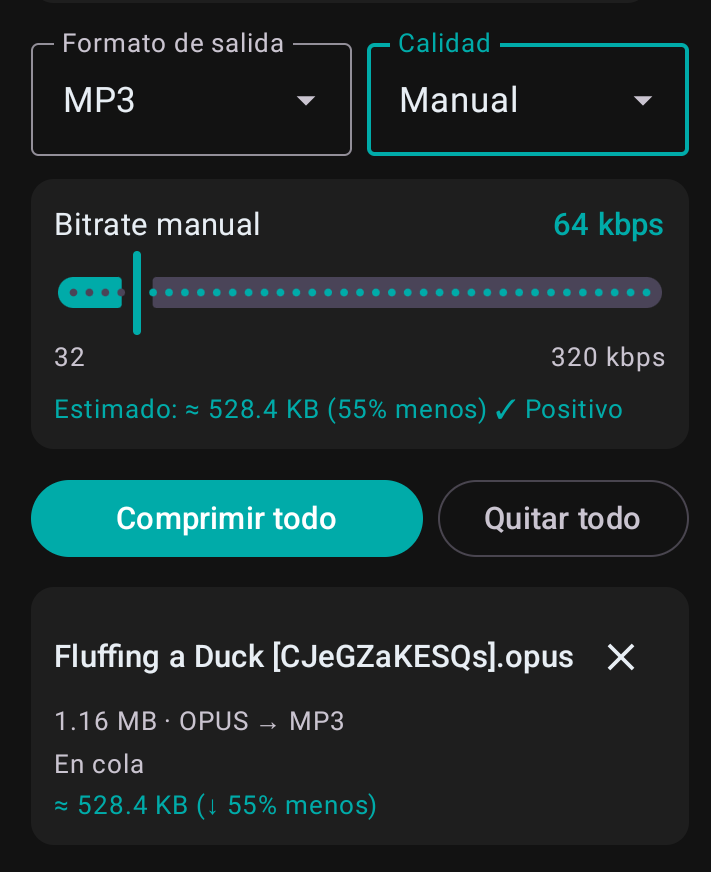 Formato de salida
Calidad
MP3
Manual
Bitrate manual
64 kbps
32
320 kbps
Estimado: ≈ 528.4 KB (55% menos) ✓ Positivo
Comprimir todo
Quitar todo
Fluffing a Duck [CJeGZaKESQs].opus
1.16 MB · OPUS → MP3
En cola
≈ 528.4 KB (↓ 55% menos)